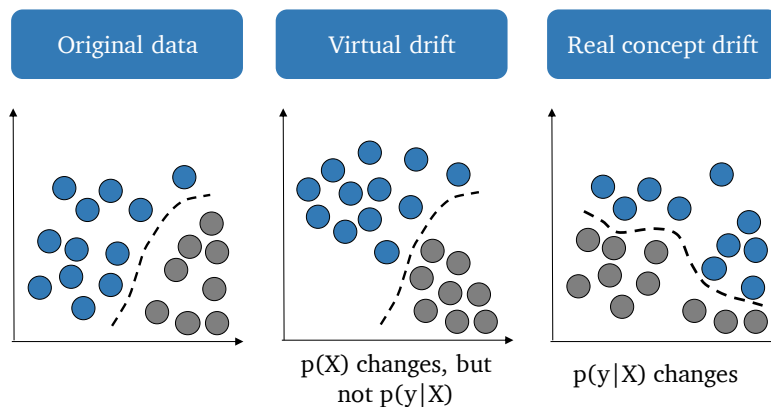 Original data
Virtual drift
Real concept drift
p(X) changes, but
not p(y|X)
p(y|X) changes